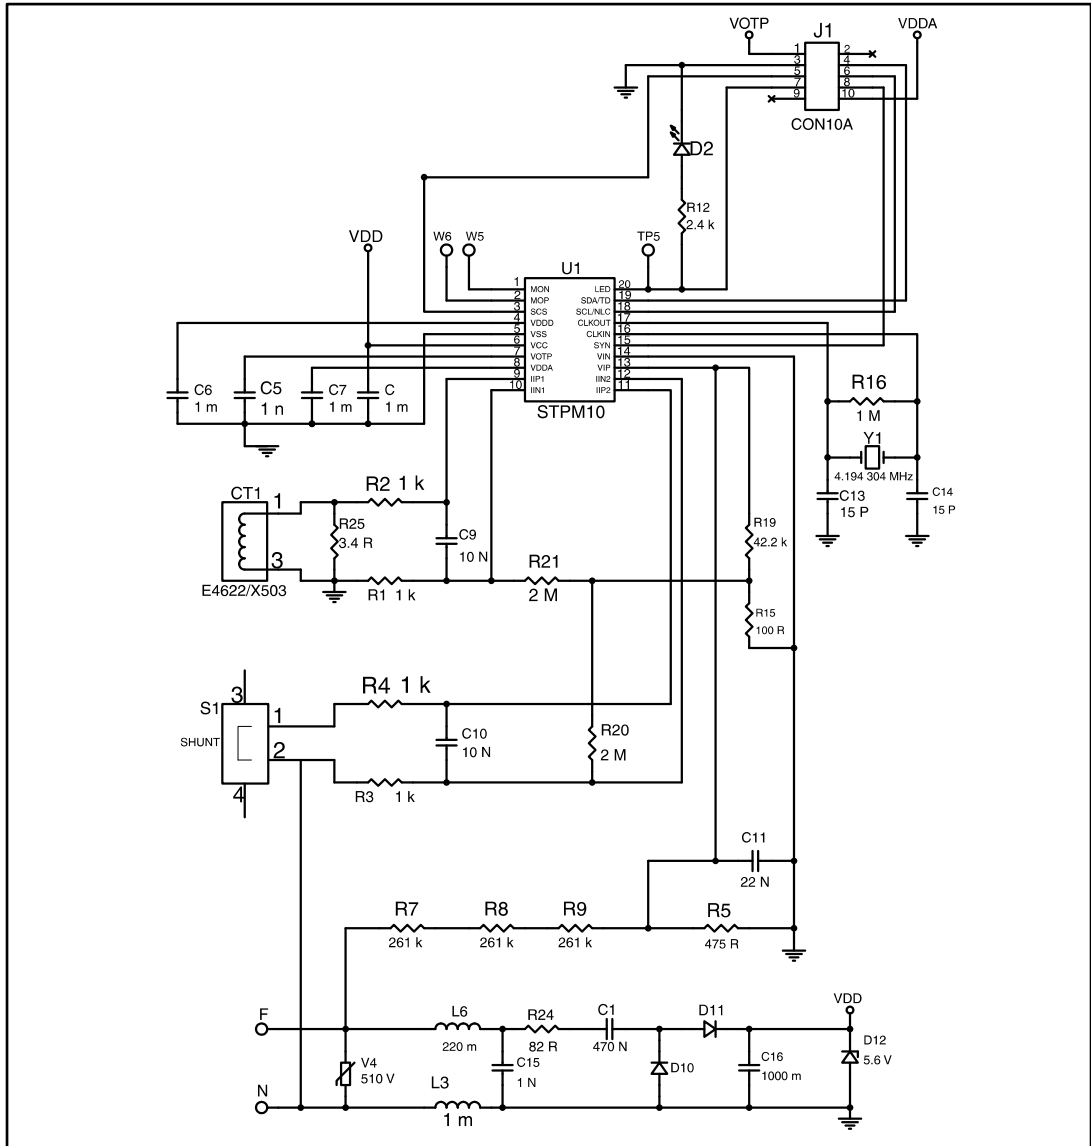 VOTP
J1
VDDA
1 2
3 4
5 6
7 8
9 10
CON10A
D2
R12
2.4 k
VDD
W6
W5
TP5
U1
1 MON LED 20
2 MOP SDA/TD 19
3 SCS SCL/NLC 18
4 VDDD CLKOUT 17
5 VSS CLKIN 16
6 VCC SYN 15
7 VOTP VIN 14
8 VDDA VIP 13
9 IIP1 IIN2 12
10 IIN1 IIP2 11
STPM10
C6
1 m
C5
1 n
C7
1 m
C
1 m
R16
1 M
Y1
4.194 304 MHz
C13
15 P
C14
15 P
CT1
1
3
E4622/X503
R25
3.4 R
R2 1 k
C9
10 N
R1 1 k
R21
2 M
R19
42.2 k
R15
100 R
3
S1
1
SHUNT
2
4
R4 1 k
C10
10 N
R3 1 k
R20
2 M
C11
22 N
R7
261 k
R8
261 k
R9
261 k
R5
475 R
F
L6
220 m
R24
82 R
C1
470 N
D11
VDD
D12
5.6 V
V4
510 V
C15
1 N
D10
C16
1000 m
N
L3
1 m